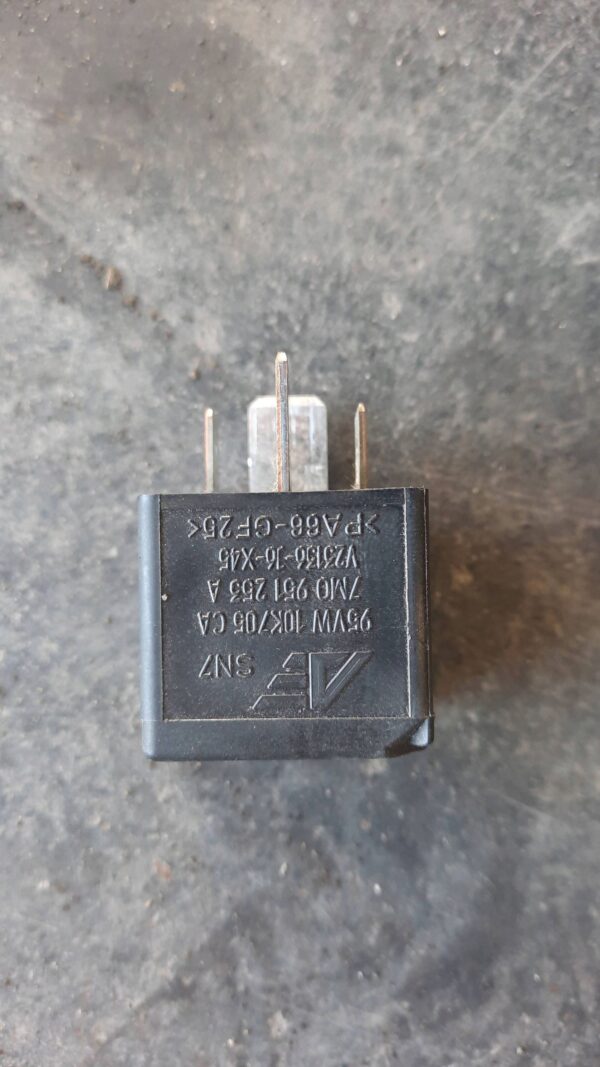 SN7
95VW 10K705 CA
7M0 951 253 A
V23136-J6-X45
>PA66-GF25<